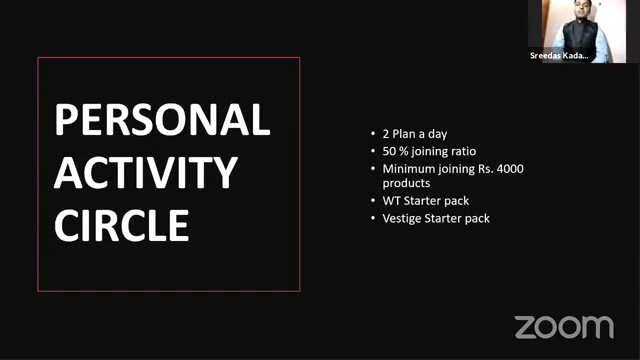 Sreedas Kada...
PERSONAL
ACTIVITY
CIRCLE
• 2 Plan a day
• 50 % joining ratio
• Minimum joining Rs. 4000
products
• WT Starter pack
• Vestige Starter pack
zoom